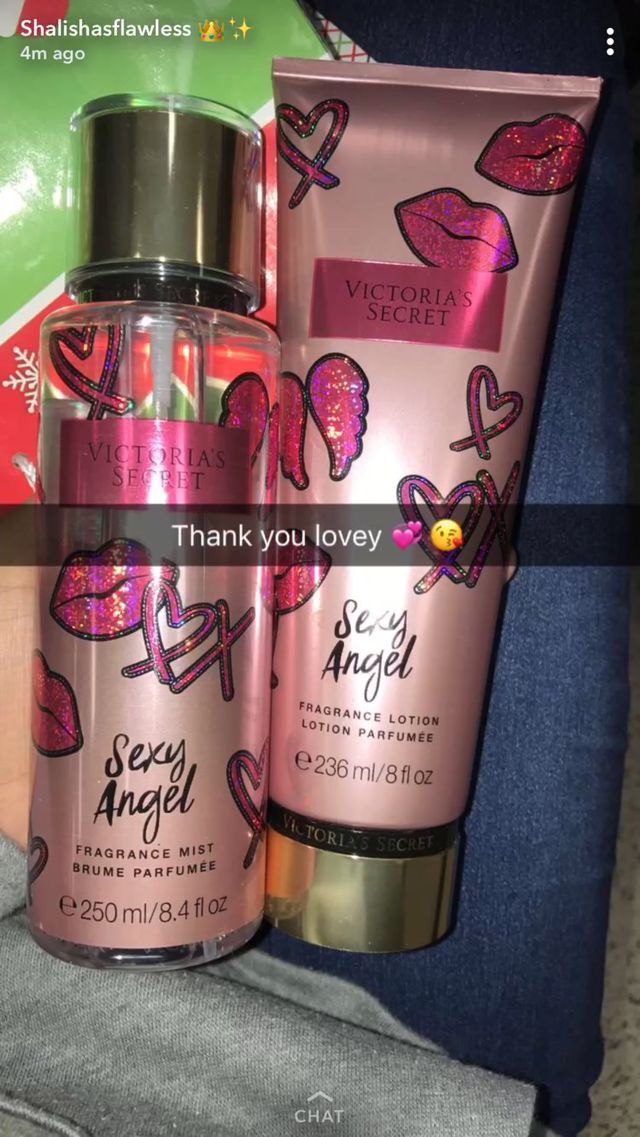 Shalishasflawless 👑✨
4m ago
VICTORIA'S
SECRET
VICTORIA'S
SECRET
Thank you lovey 💞😘
Sexy
Angel
FRAGRANCE LOTION
LOTION PARFUMÉE
℮ 236 ml/8 fl oz
VICTORIA'S SECRET
Sexy
Angel
FRAGRANCE MIST
BRUME PARFUMÉE
℮ 250 ml/8.4 fl oz
CHAT